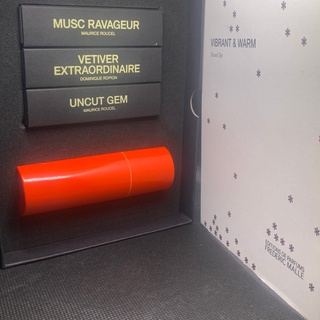 MUSC RAVAGEUR
MAURICE ROUCEL
VETIVER
EXTRAORDINAIRE
DOMINIQUE ROPION
UNCUT GEM
MAURICE ROUCEL
VIBRANT & WARM
EDITIONS DE PARFUMS
FREDERIC MALLE